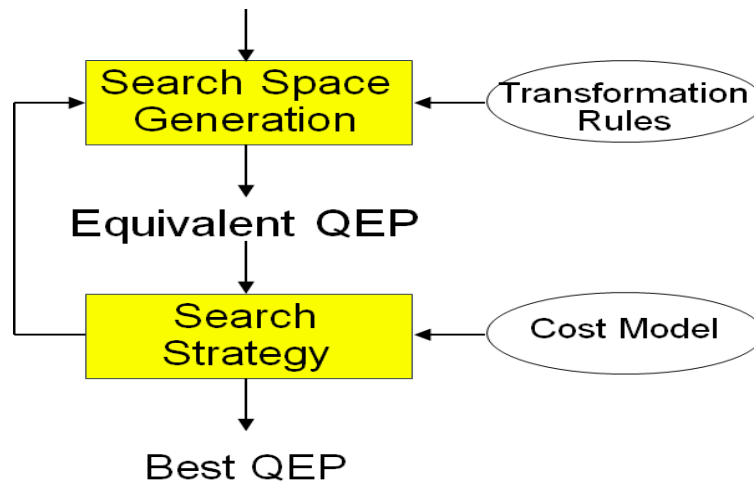 Search Space
Generation
Transformation
Rules
Equivalent QEP
Search
Strategy
Cost Model
Best QEP